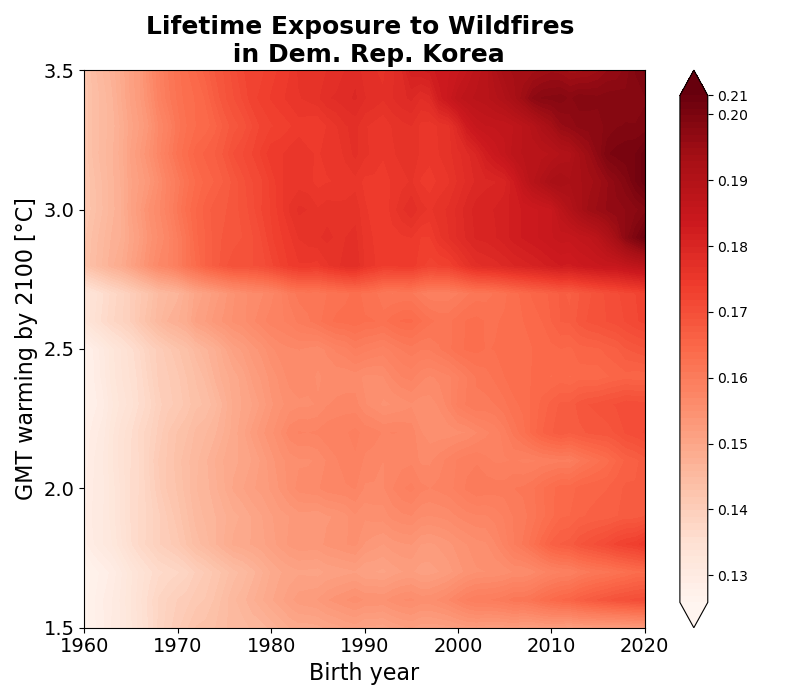 Lifetime Exposure to Wildfires
in Dem. Rep. Korea
GMT warming by 2100 [°C]
3.5
3.0
2.5
2.0
1.5
1960 1970 1980 1990 2000 2010 2020
Birth year
0.21
0.20
0.19
0.18
0.17
0.16
0.15
0.14
0.13